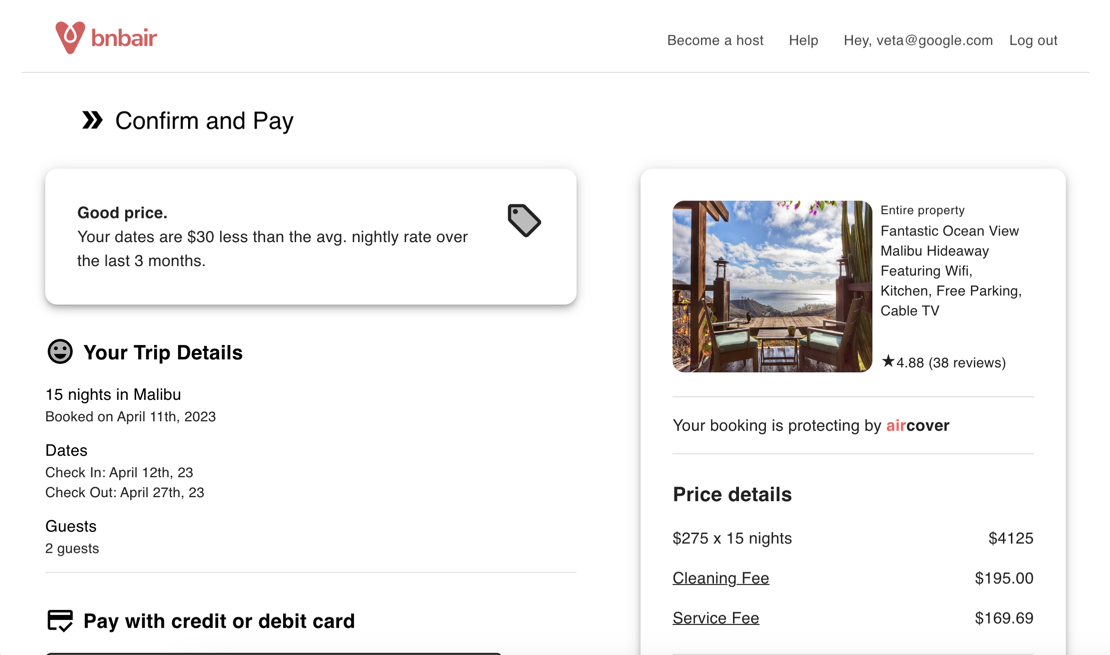 bnbair
Become a host
Help
Hey, veta@google.com
Log out
Confirm and Pay
Good price.
Your dates are $30 less than the avg. nightly rate over
the last 3 months.
Your Trip Details
15 nights in Malibu
Booked on April 11th, 2023
Dates
Check In: April 12th, 23
Check Out: April 27th, 23
Guests
2 guests
Pay with credit or debit card
Entire property
Fantastic Ocean View
Malibu Hideaway
Featuring Wifi,
Kitchen, Free Parking,
Cable TV
★4.88 (38 reviews)
Your booking is protecting by aircover
Price details
$275 x 15 nights $4125
Cleaning Fee $195.00
Service Fee $169.69